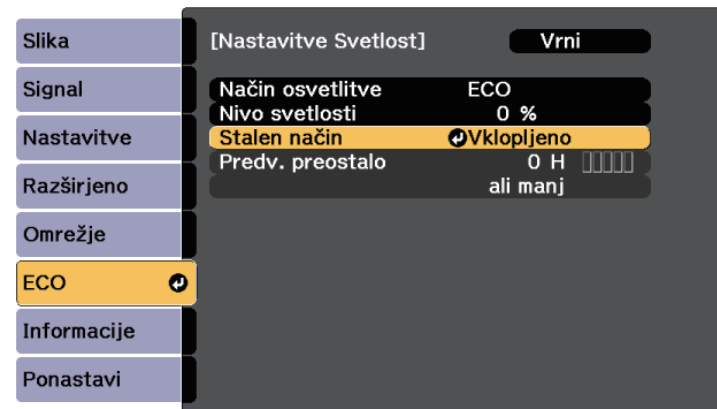 Slika
Signal
Nastavitve
Razširjeno
Omrežje
ECO
Informacije
Ponastavi
[Nastavitve Svetlost] Vrni
Način osvetlitve ECO
Nivo svetlosti 0 %
Stalen način Vklopljeno
Predv. preostalo 0 H
ali manj